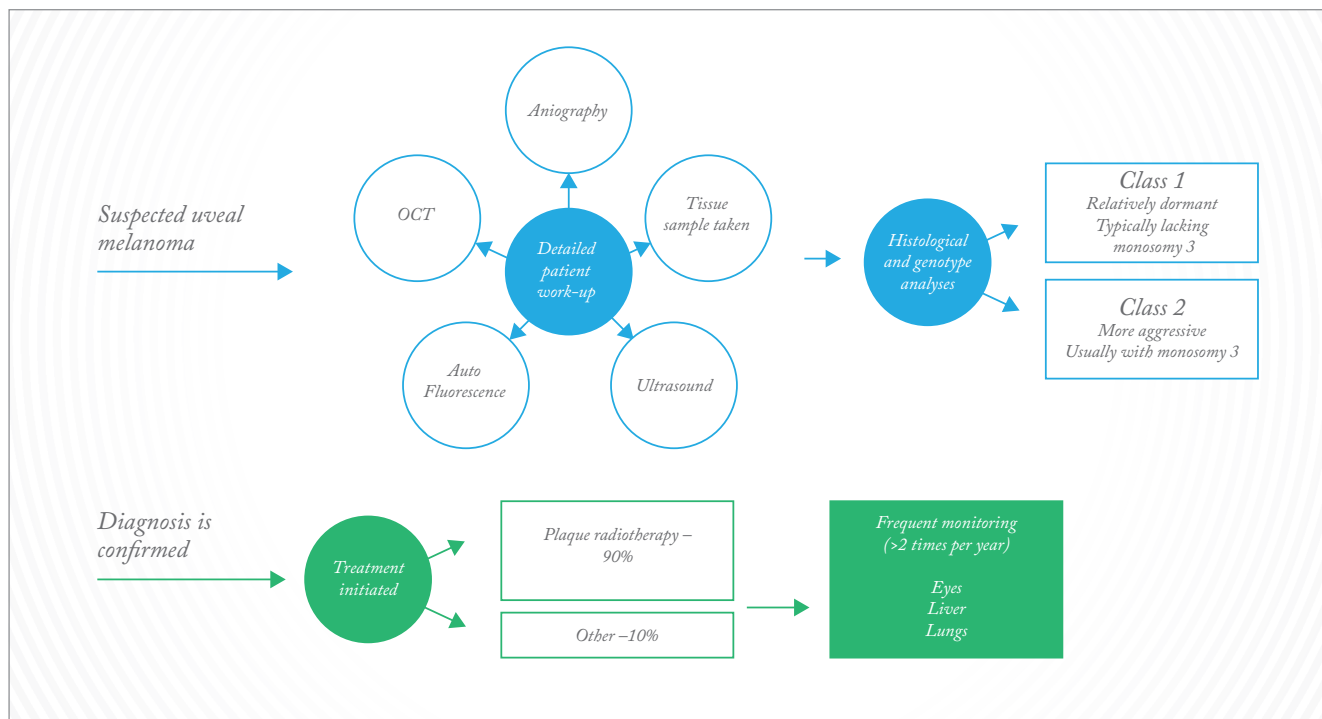 Suspected uveal
melanoma
Aniography
OCT
Tissue
sample taken
Detailed
patient
work-up
Auto
Fluorescence
Ultrasound
Histological
and genotype
analyses
Class 1
Relatively dormant
Typically lacking
monosomy 3
Class 2
More aggressive
Usually with monosomy 3
Diagnosis is
confirmed
Treatment
initiated
Plaque radiotherapy –
90%
Other –10%
Frequent monitoring
(>2 times per year)
Eyes
Liver
Lungs